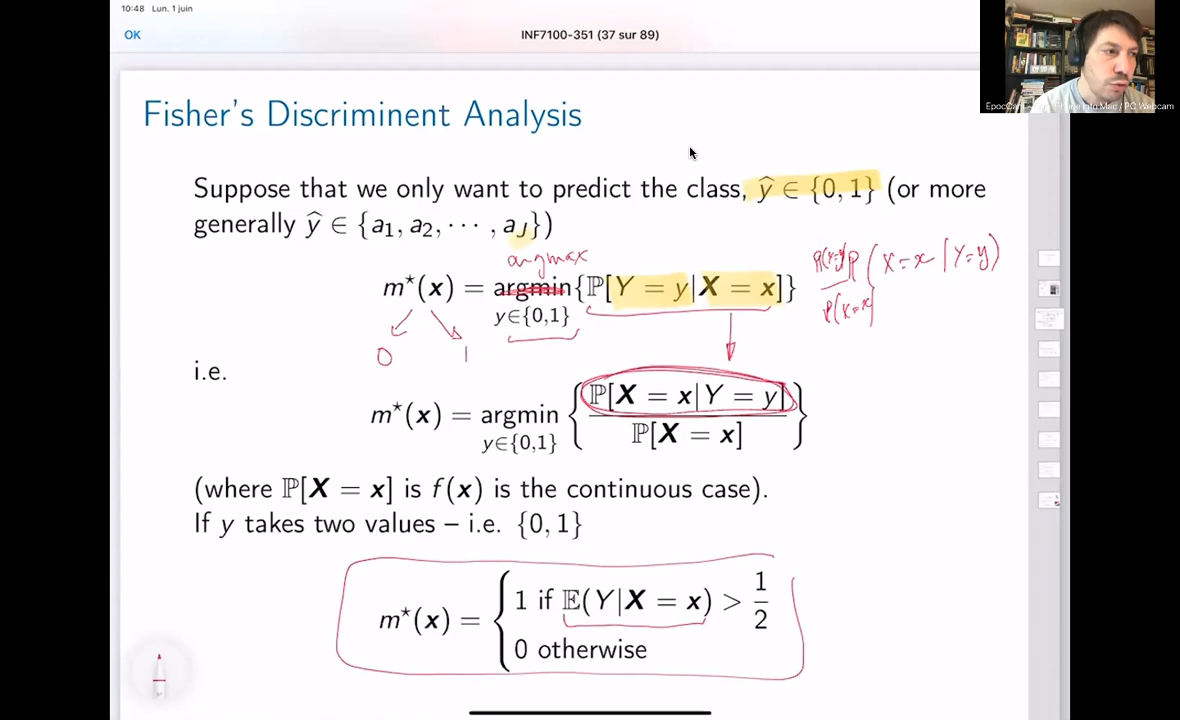 10:48 Lun. 1 juin
OK
INF7100-351 (37 sur 89)
Fisher's Discriminent Analysis
Suppose that we only want to predict the class, ŷ ∈ {0, 1} (or more
generally ŷ ∈ {a₁, a₂, ⋯ , a_J})
argmax
m*(x) = argmin{ℙ[Y = y|X = x]}
y∈{0,1}
P(X=x|Y=y)
P(X=x
0 1
i.e.
m*(x) = argmin { ℙ[X = x|Y = y] / ℙ[X = x] }
y∈{0,1}
(where ℙ[X = x] is f(x) is the continuous case).
If y takes two values – i.e. {0, 1}
m*(x) = { 1 if 𝔼(Y|X = x) > 1/2
0 otherwise